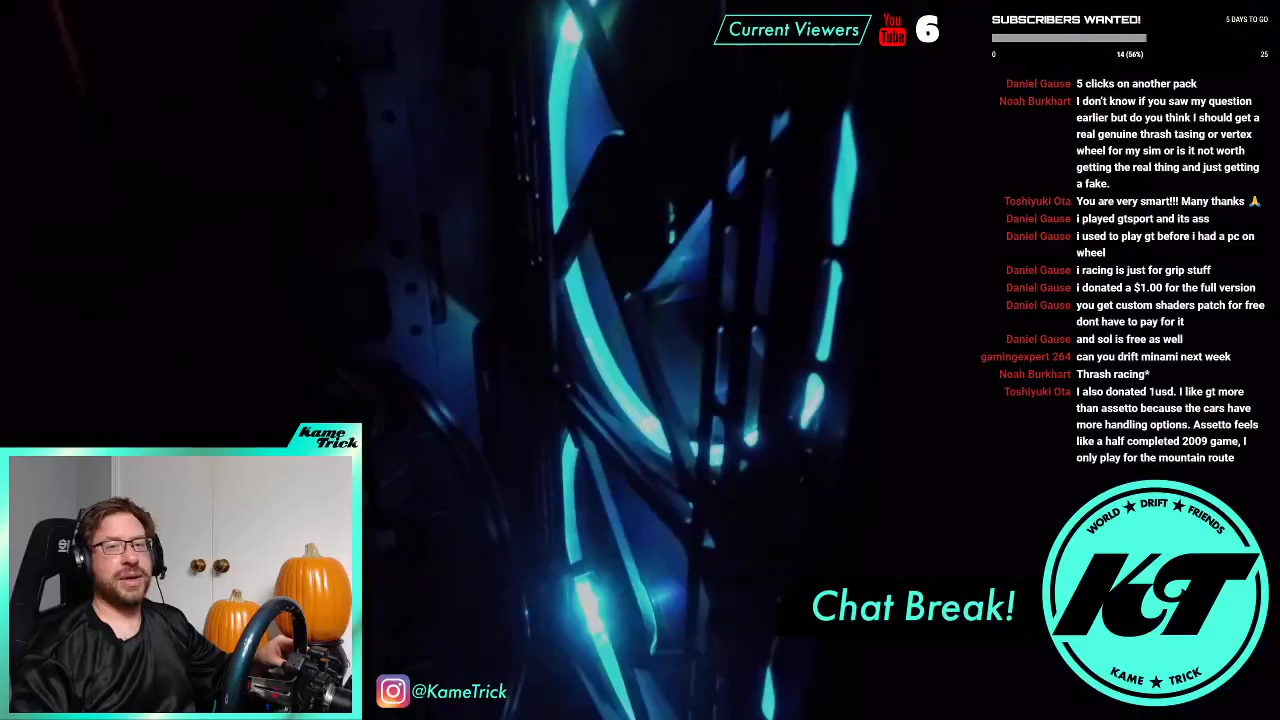 Current Viewers
You
Tube
6
SUBSCRIBERS WANTED!
5 DAYS TO GO
0
14 (56%)
25
Daniel Gause 5 clicks on another pack
Noah Burkhart I don't know if you saw my question
earlier but do you think I should get a
real genuine thrash tasing or vertex
wheel for my sim or is it not worth
getting the real thing and just getting
a fake.
Toshiyuki Ota You are very smart!!! Many thanks 🙏
Daniel Gause i played gtsport and its ass
Daniel Gause i used to play gt before i had a pc on
wheel
Daniel Gause i racing is just for grip stuff
Daniel Gause i donated a $1.00 for the full version
Daniel Gause you get custom shaders patch for free
dont have to pay for it
Daniel Gause and sol is free as well
gamingexpert 264 can you drift minami next week
Noah Burkhart Thrash racing*
Toshiyuki Ota I also donated 1usd. I like gt more
than assetto because the cars have
more handling options. Assetto feels
like a half completed 2009 game, I
only play for the mountain route
Kame
Trick
Chat Break!
WORLD ★ DRIFT ★ FRIENDS
KT
KAME ★ TRICK
@KameTrick